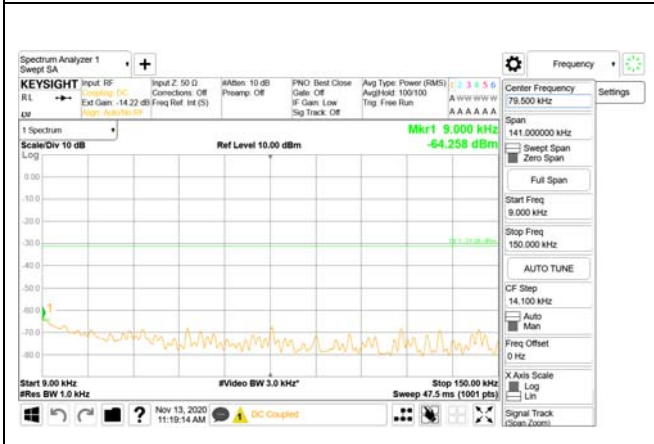 Spectrum Analyzer 1
Swept SA
Frequency
KEYSIGHT
RL
Input: RF
Coupling: DC
Ext Gain: -14.22 dB
Align: Auto/No RF
Input Z: 50 Ω
Corrections: Off
Freq Ref: Int (S)
#Atten: 10 dB
Preamp: Off
PNO: Best Close
Gate: Off
IF Gain: Low
Sig Track: Off
Avg Type: Power (RMS)
Avg|Hold: 100/100
Trig: Free Run
1 2 3 4 5 6
A W W W W W
A A A A A A
1 Spectrum
Scale/Div 10 dB
Log
Ref Level 10.00 dBm
Mkr1 9.000 kHz
-64.258 dBm
0.00
-10.0
-20.0
-30.0
-40.0
-50.0
-60.0
-70.0
-80.0
1
Start 9.00 kHz
#Res BW 1.0 kHz
#Video BW 3.0 kHz*
Stop 150.00 kHz
Sweep 47.5 ms (1001 pts)
Nov 13, 2020
11:19:14 AM
DC Coupled
Center Frequency
79.500 kHz
Settings
Span
141.000000 kHz
Swept Span
Zero Span
Full Span
Start Freq
9.000 kHz
Stop Freq
150.000 kHz
AUTO TUNE
CF Step
14.100 kHz
Auto
Man
Freq Offset
0 Hz
X Axis Scale
Log
Lin
Signal Track
(Span Zoom)